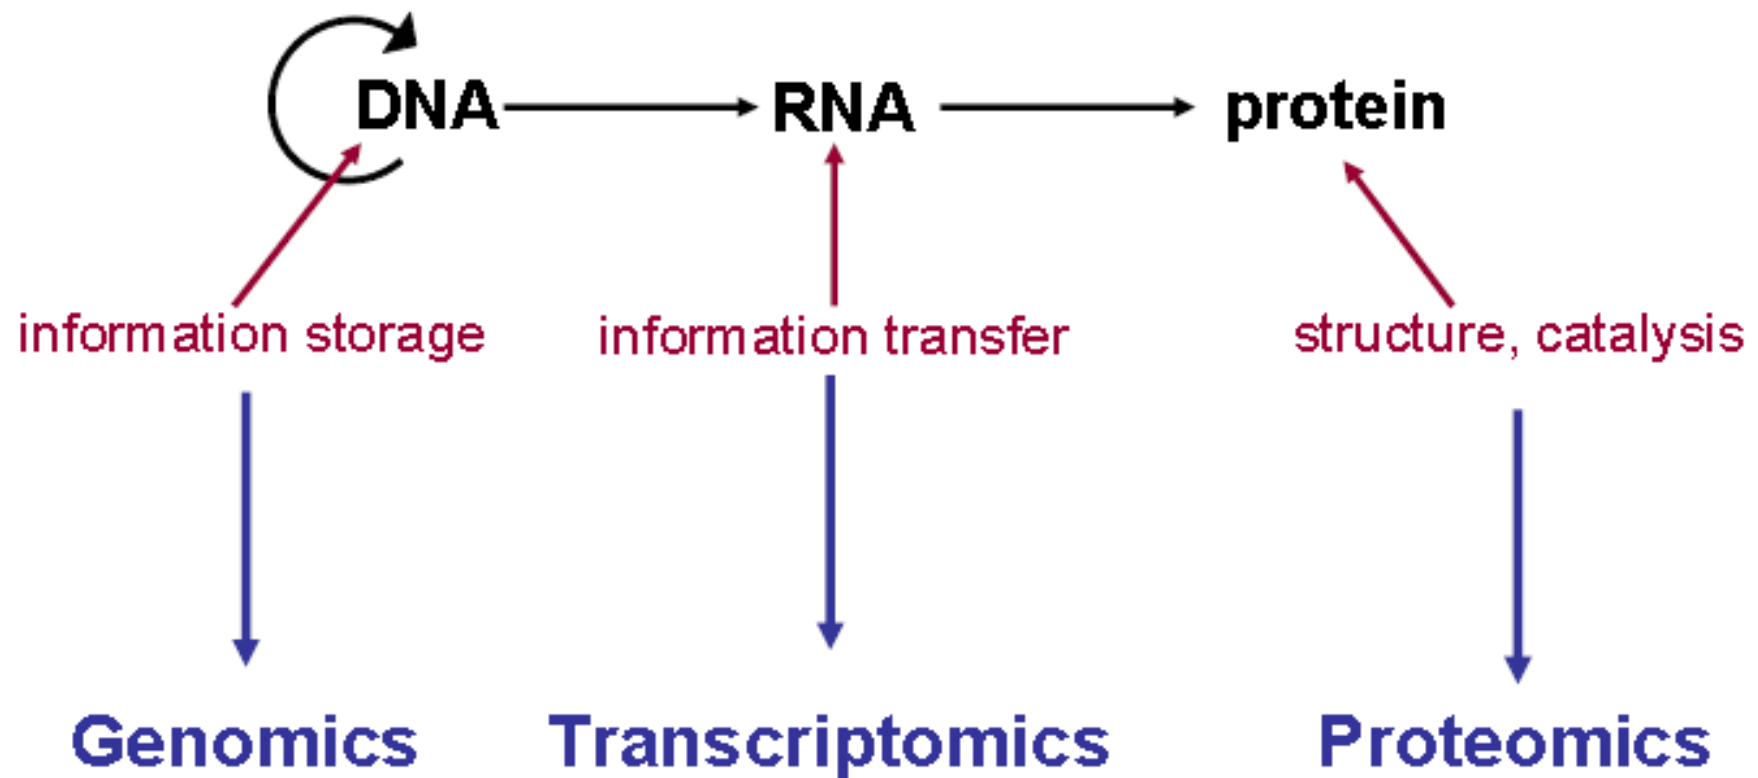 DNA RNA protein
information storage information transfer structure, catalysis
Genomics Transcriptomics Proteomics